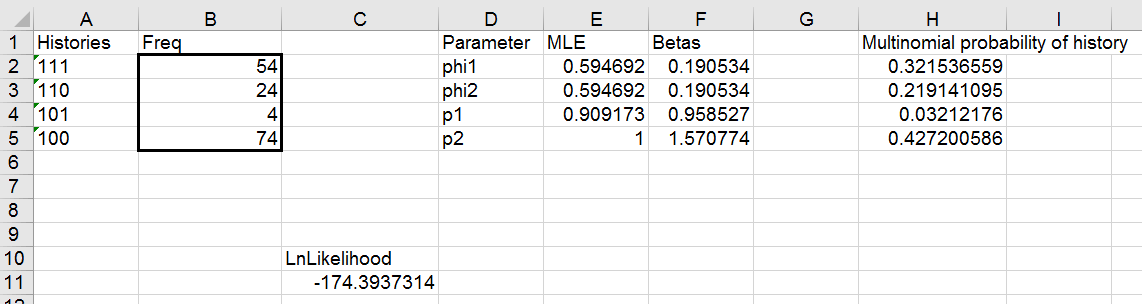 A B C D E F G H I
1 Histories Freq Parameter MLE Betas Multinomial probability of history
2 111 54 phi1 0.594692 0.190534 0.321536559
3 110 24 phi2 0.594692 0.190534 0.219141095
4 101 4 p1 0.909173 0.958527 0.03212176
5 100 74 p2 1 1.570774 0.427200586
6
7
8
9
10 LnLikelihood
11 -174.3937314